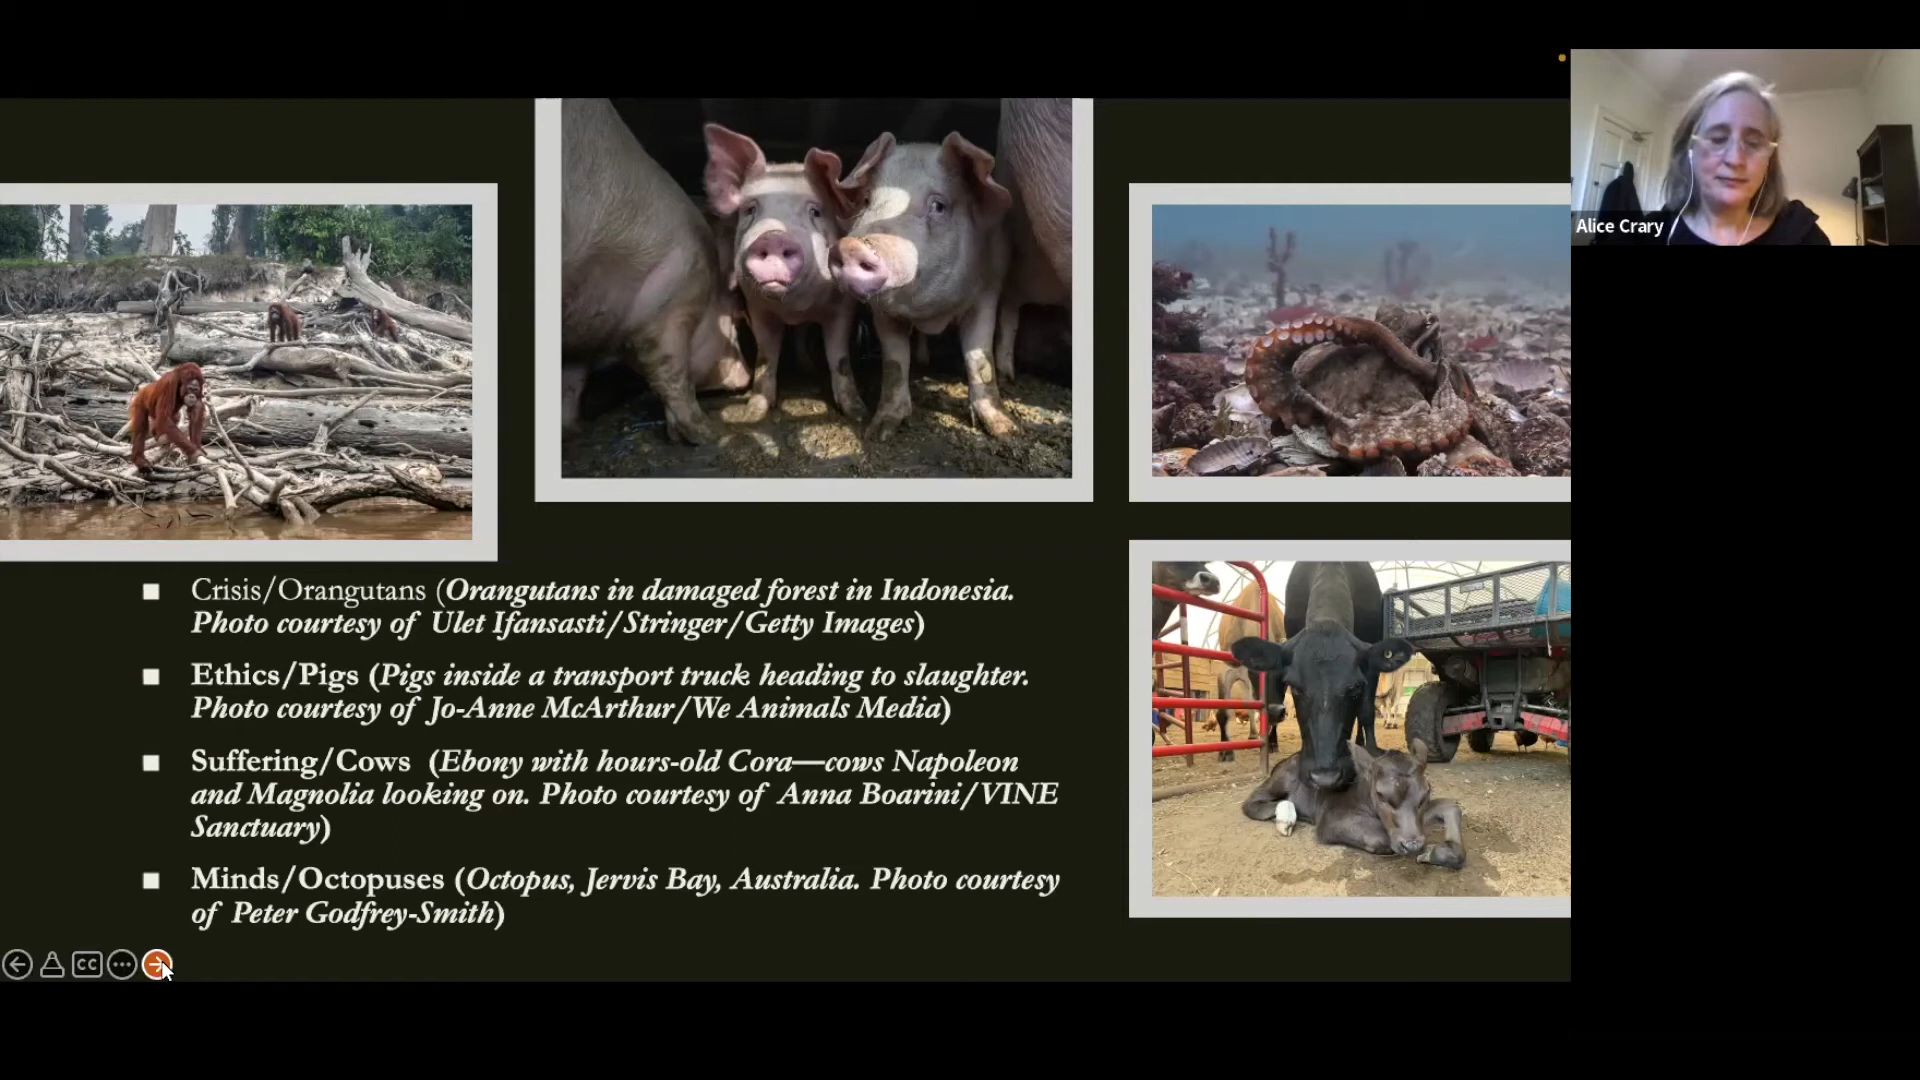 Alice Crary
Crisis/Orangutans (Orangutans in damaged forest in Indonesia.
Photo courtesy of Ulet Ifansasti/Stringer/Getty Images)
Ethics/Pigs (Pigs inside a transport truck heading to slaughter.
Photo courtesy of Jo-Anne McArthur/We Animals Media)
Suffering/Cows (Ebony with hours-old Cora—cows Napoleon
and Magnolia looking on. Photo courtesy of Anna Boarini/VINE
Sanctuary)
Minds/Octopuses (Octopus, Jervis Bay, Australia. Photo courtesy
of Peter Godfrey-Smith)
CC